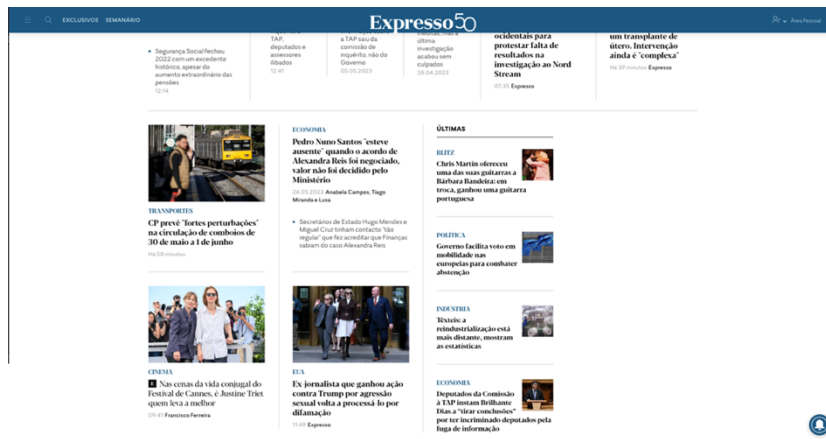 EXCLUSIVOS SEMANÁRIO
Expresso50
Área Pessoal
Segurança Social fechou
2022 com um excedente
histórico, apesar do
aumento extraordinário das
pensões
12:14
TAP,
deputados e
assessores
ilibados
12:41
a TAP saiu da
comissão de
inquérito, não do
Governo
05.05.2023
última
investigação
acabou sem
culpados
28.04.2023
ocidentais para
protestar falta de
resultados na
investigação ao Nord
Stream
07:35 Expresso
um transplante de
útero. Intervenção
ainda é "complexa"
Há 39 minutos Expresso
TRANSPORTES
CP prevê "fortes perturbações"
na circulação de comboios de
30 de maio a 1 de junho
Há 58 minutos
CINEMA
E Nas cenas da vida conjugal do
Festival de Cannes, é Justine Triet
quem leva a melhor
09:41 Francisco Ferreira
ECONOMIA
Pedro Nuno Santos "esteve
ausente" quando o acordo de
Alexandra Reis foi negociado,
valor não foi decidido pelo
Ministério
24.05.2023 Anabela Campos, Tiago
Miranda e Lusa
Secretários de Estado Hugo Mendes e
Miguel Cruz tinham contacto "tão
regular" que fez acreditar que Finanças
sabiam do caso Alexandra Reis
EUA
Ex-jornalista que ganhou ação
contra Trump por agressão
sexual volta a processá-lo por
difamação
11:49 Expresso
ÚLTIMAS
BLITZ
Chris Martin ofereceu
uma das suas guitarras a
Bárbara Bandeira: em
troca, ganhou uma guitarra
portuguesa
POLÍTICA
Governo facilita voto em
mobilidade nas
europeias para combater
abstenção
INDÚSTRIA
Têxteis: a
reindustrialização está
mais distante, mostram
as estatísticas
ECONOMIA
Deputados da Comissão
à TAP instam Brilhante
Dias a "tirar conclusões"
por ter incriminado deputados pela
fuga de informação